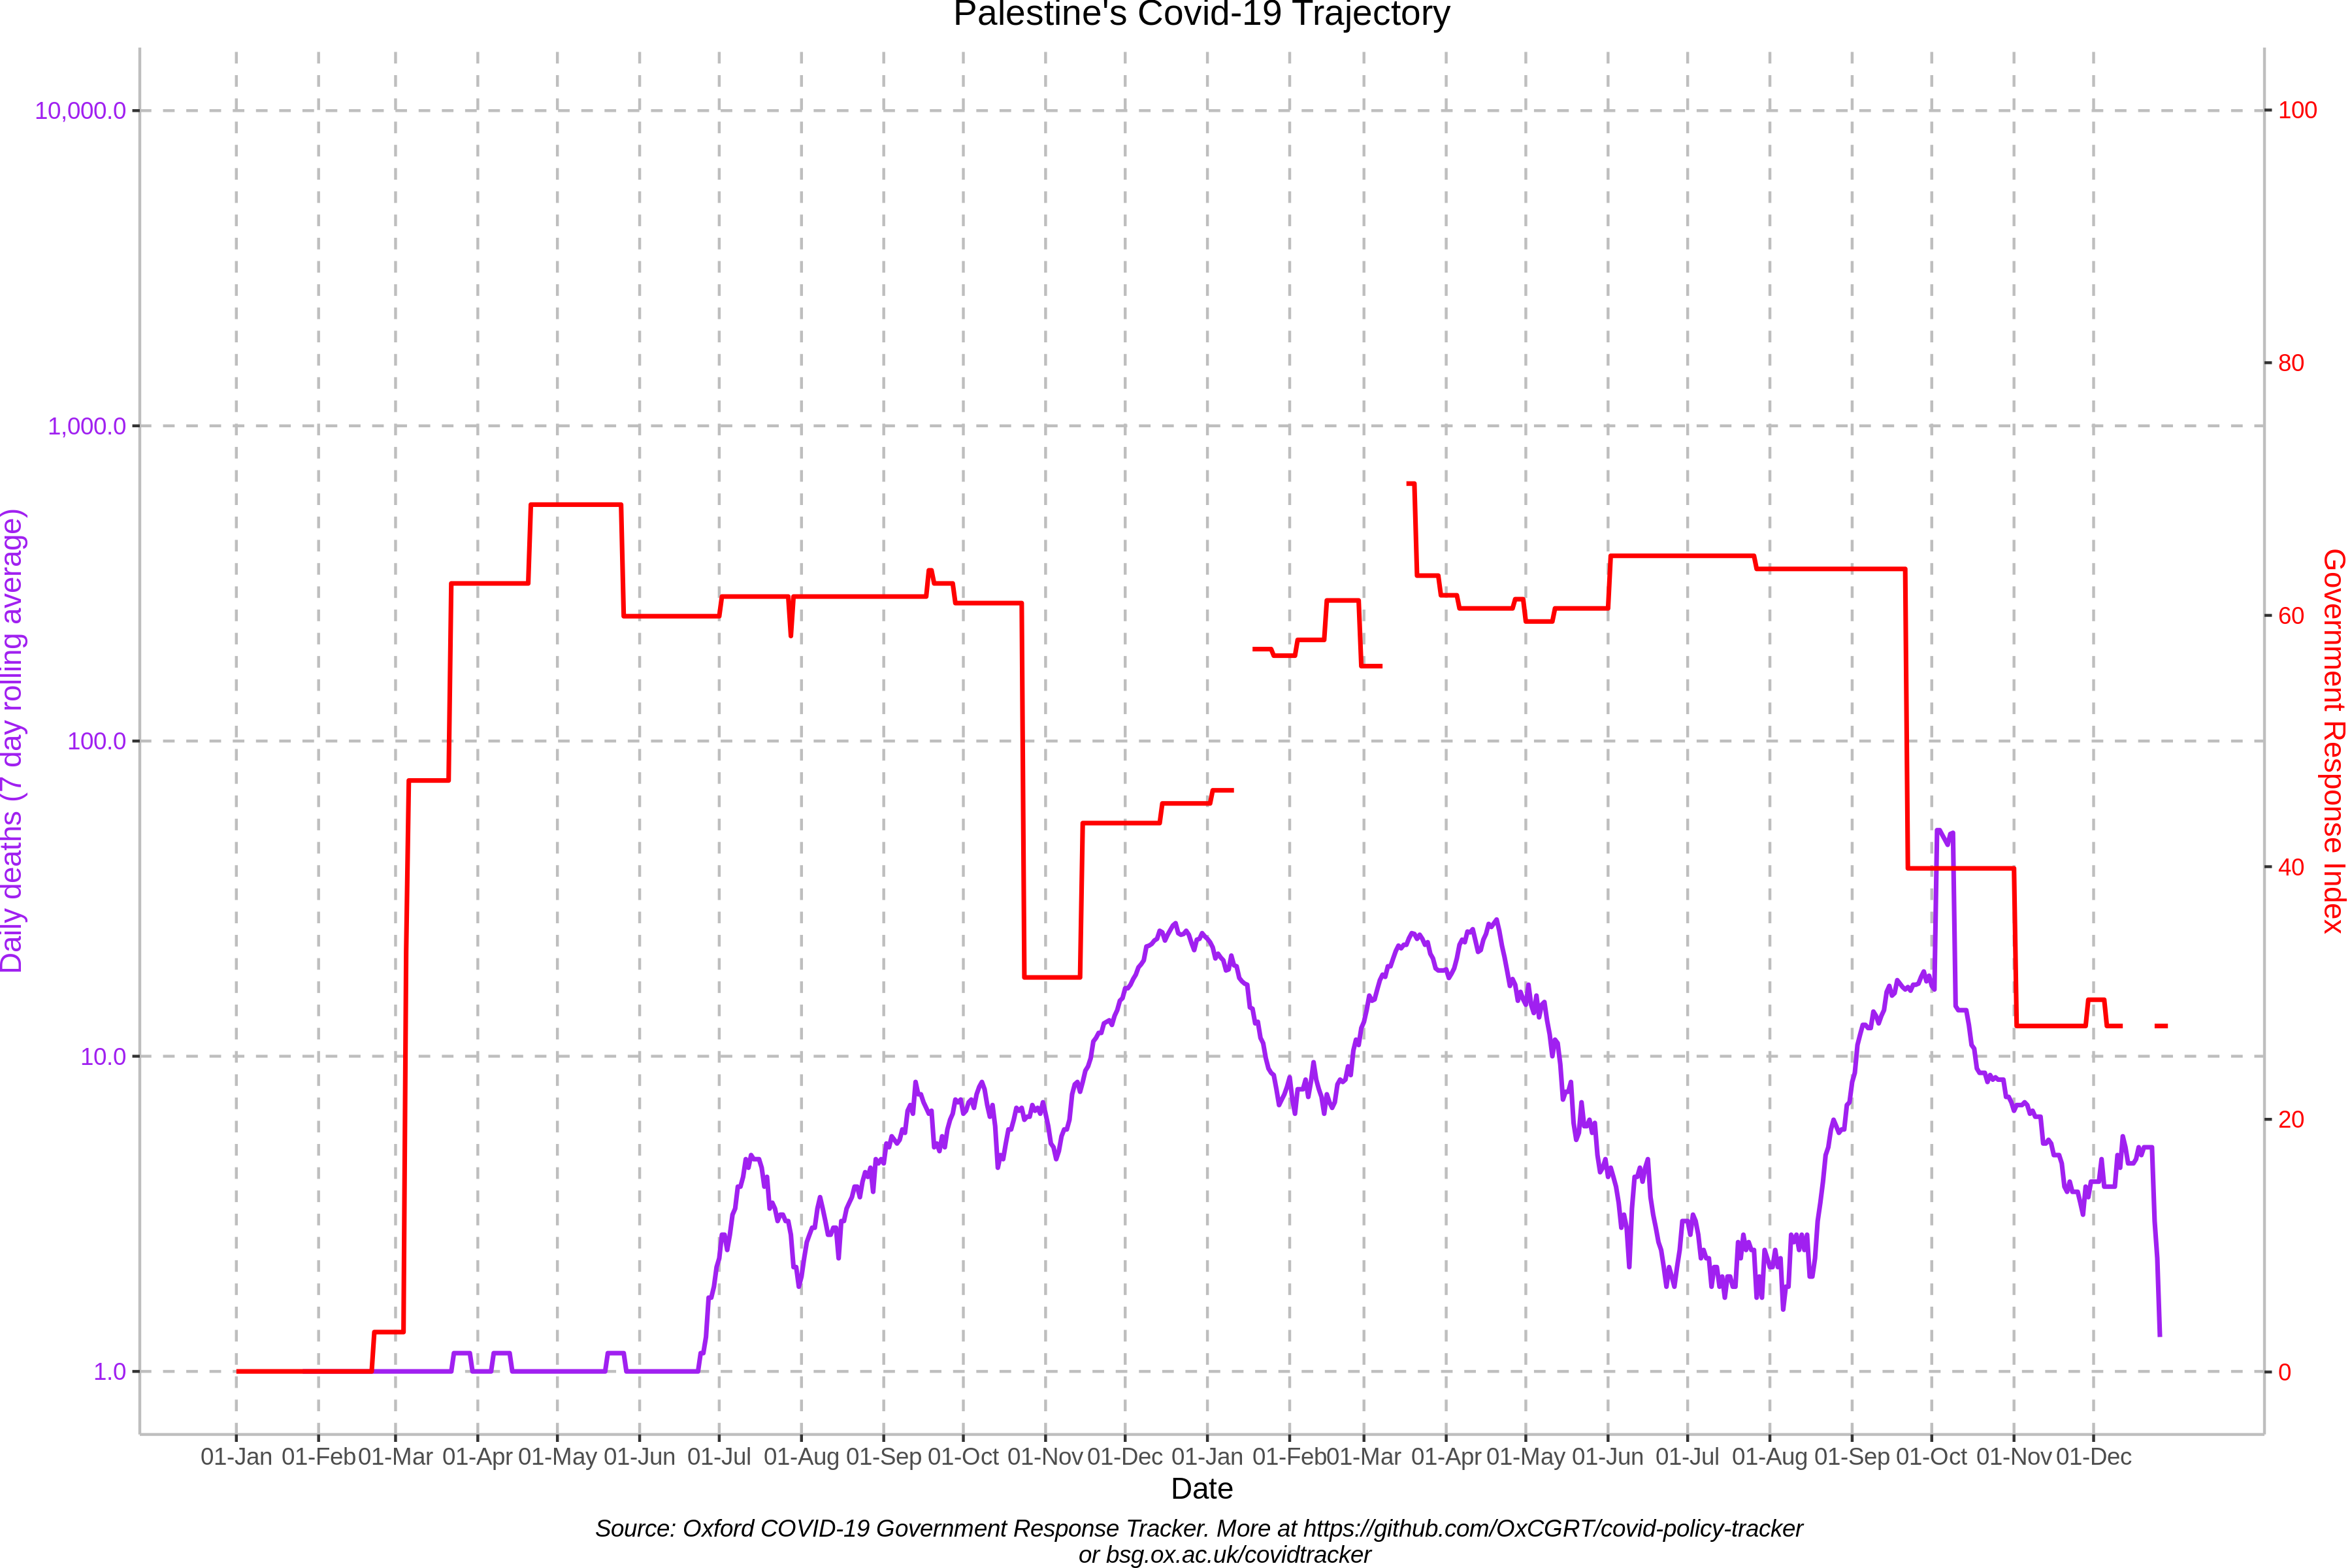 Palestine's Covid-19 Trajectory
10,000.0
1,000.0
100.0
10.0
1.0
Daily deaths (7 day rolling average)
100
80
60
40
20
0
Government Response Index
01-Jan 01-Feb 01-Mar 01-Apr 01-May 01-Jun 01-Jul 01-Aug 01-Sep 01-Oct 01-Nov 01-Dec 01-Jan 01-Feb 01-Mar 01-Apr 01-May 01-Jun 01-Jul 01-Aug 01-Sep 01-Oct 01-Nov 01-Dec
Date
Source: Oxford COVID-19 Government Response Tracker. More at https://github.com/OxCGRT/covid-policy-tracker
or bsg.ox.ac.uk/covidtracker